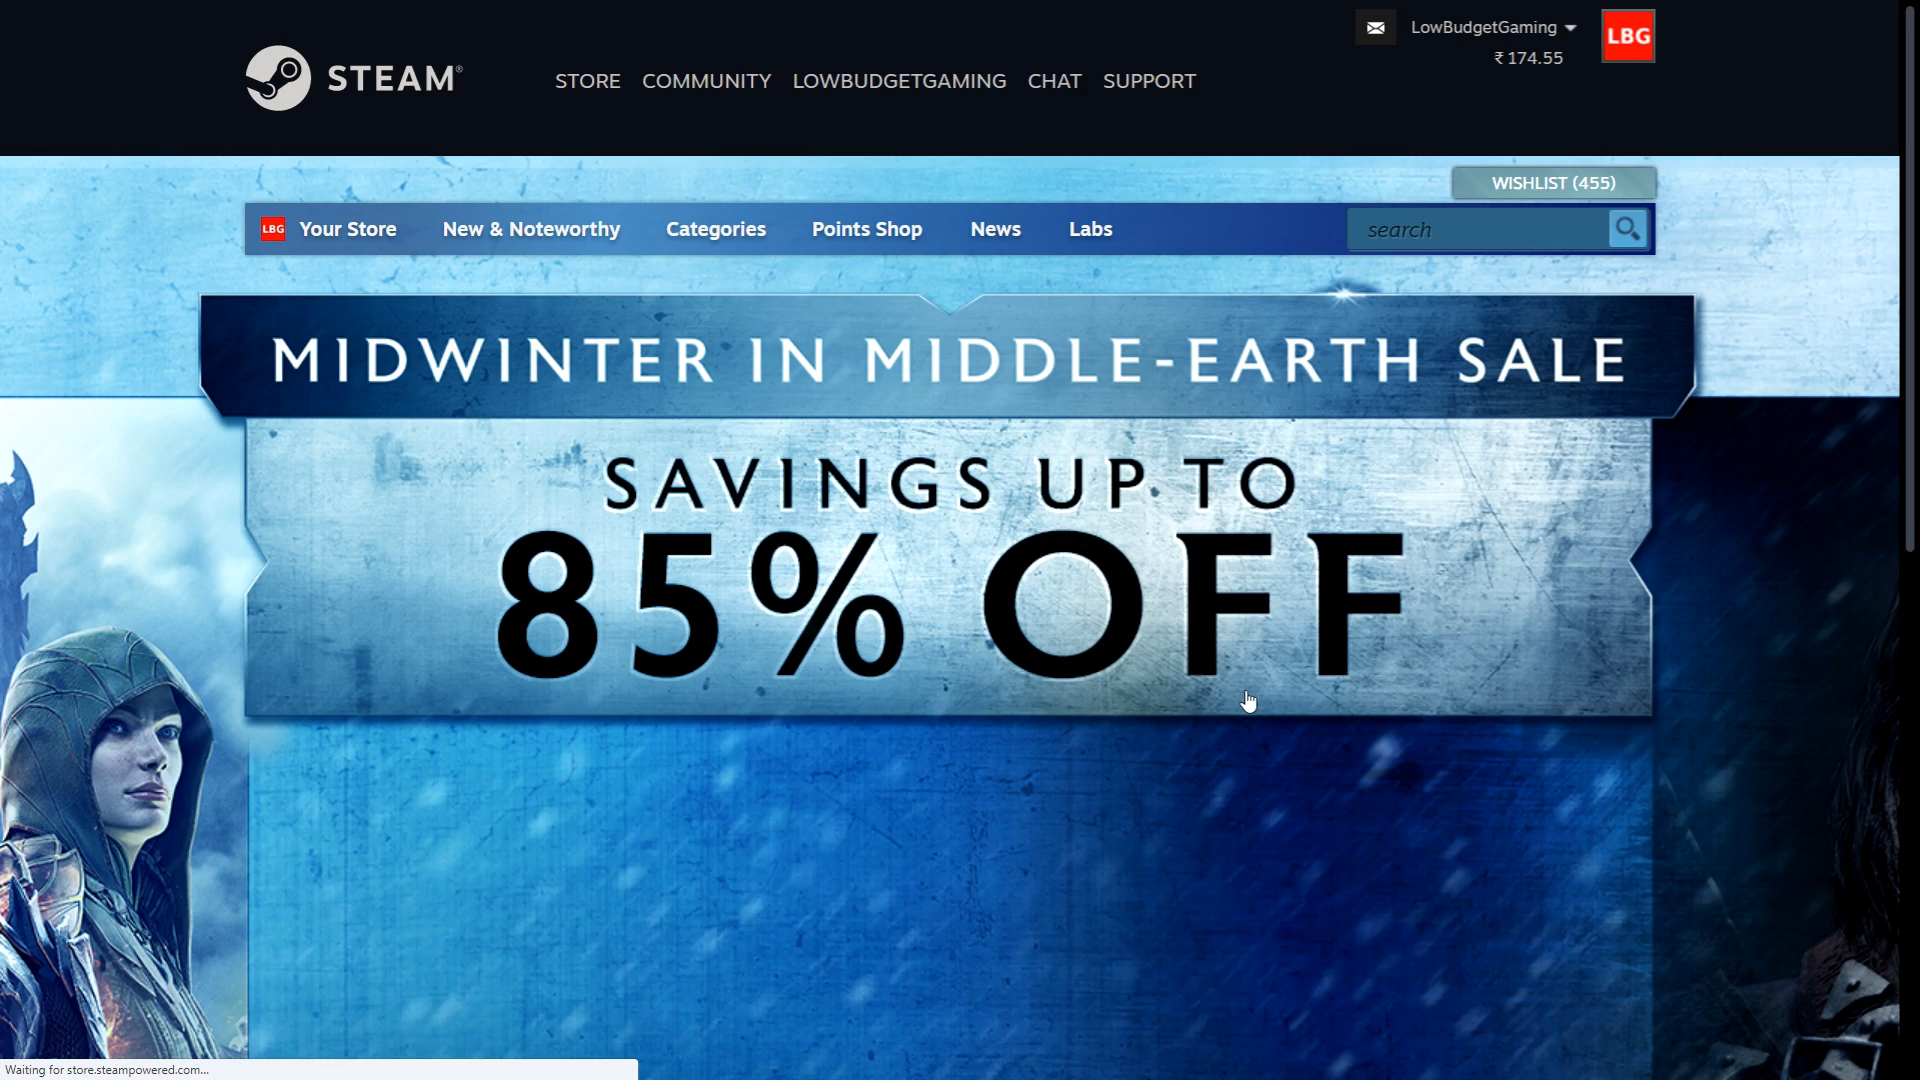 LowBudgetGaming
LBG
₹ 174.55
STEAM®
STORE COMMUNITY LOWBUDGETGAMING CHAT SUPPORT
WISHLIST (455)
LBG Your Store New & Noteworthy Categories Points Shop News Labs search
MIDWINTER IN MIDDLE-EARTH SALE
SAVINGS UP TO
85% OFF
Waiting for store.steampowered.com...